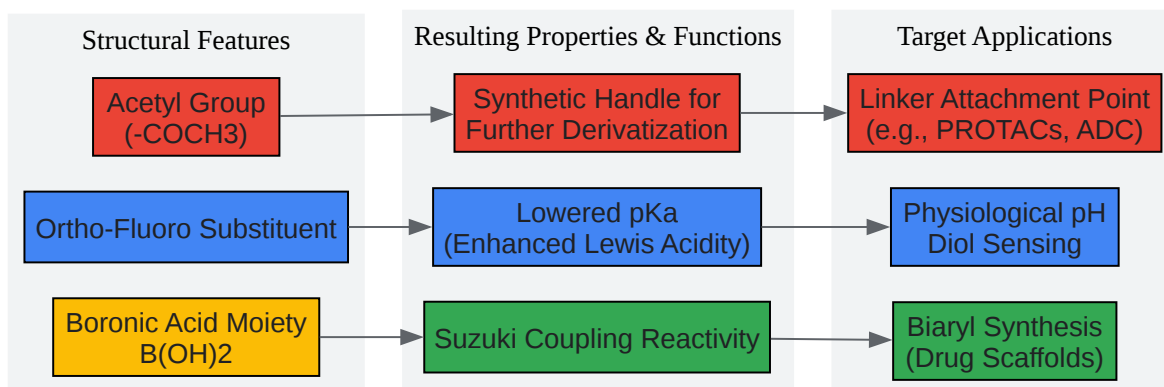 Structural Features
Acetyl Group
(-COCH3)
Ortho-Fluoro Substituent
Boronic Acid Moiety
B(OH)2
Resulting Properties & Functions
Synthetic Handle for
Further Derivatization
Lowered pKa
(Enhanced Lewis Acidity)
Suzuki Coupling Reactivity
Target Applications
Linker Attachment Point
(e.g., PROTACs, ADC)
Physiological pH
Diol Sensing
Biaryl Synthesis
(Drug Scaffolds)